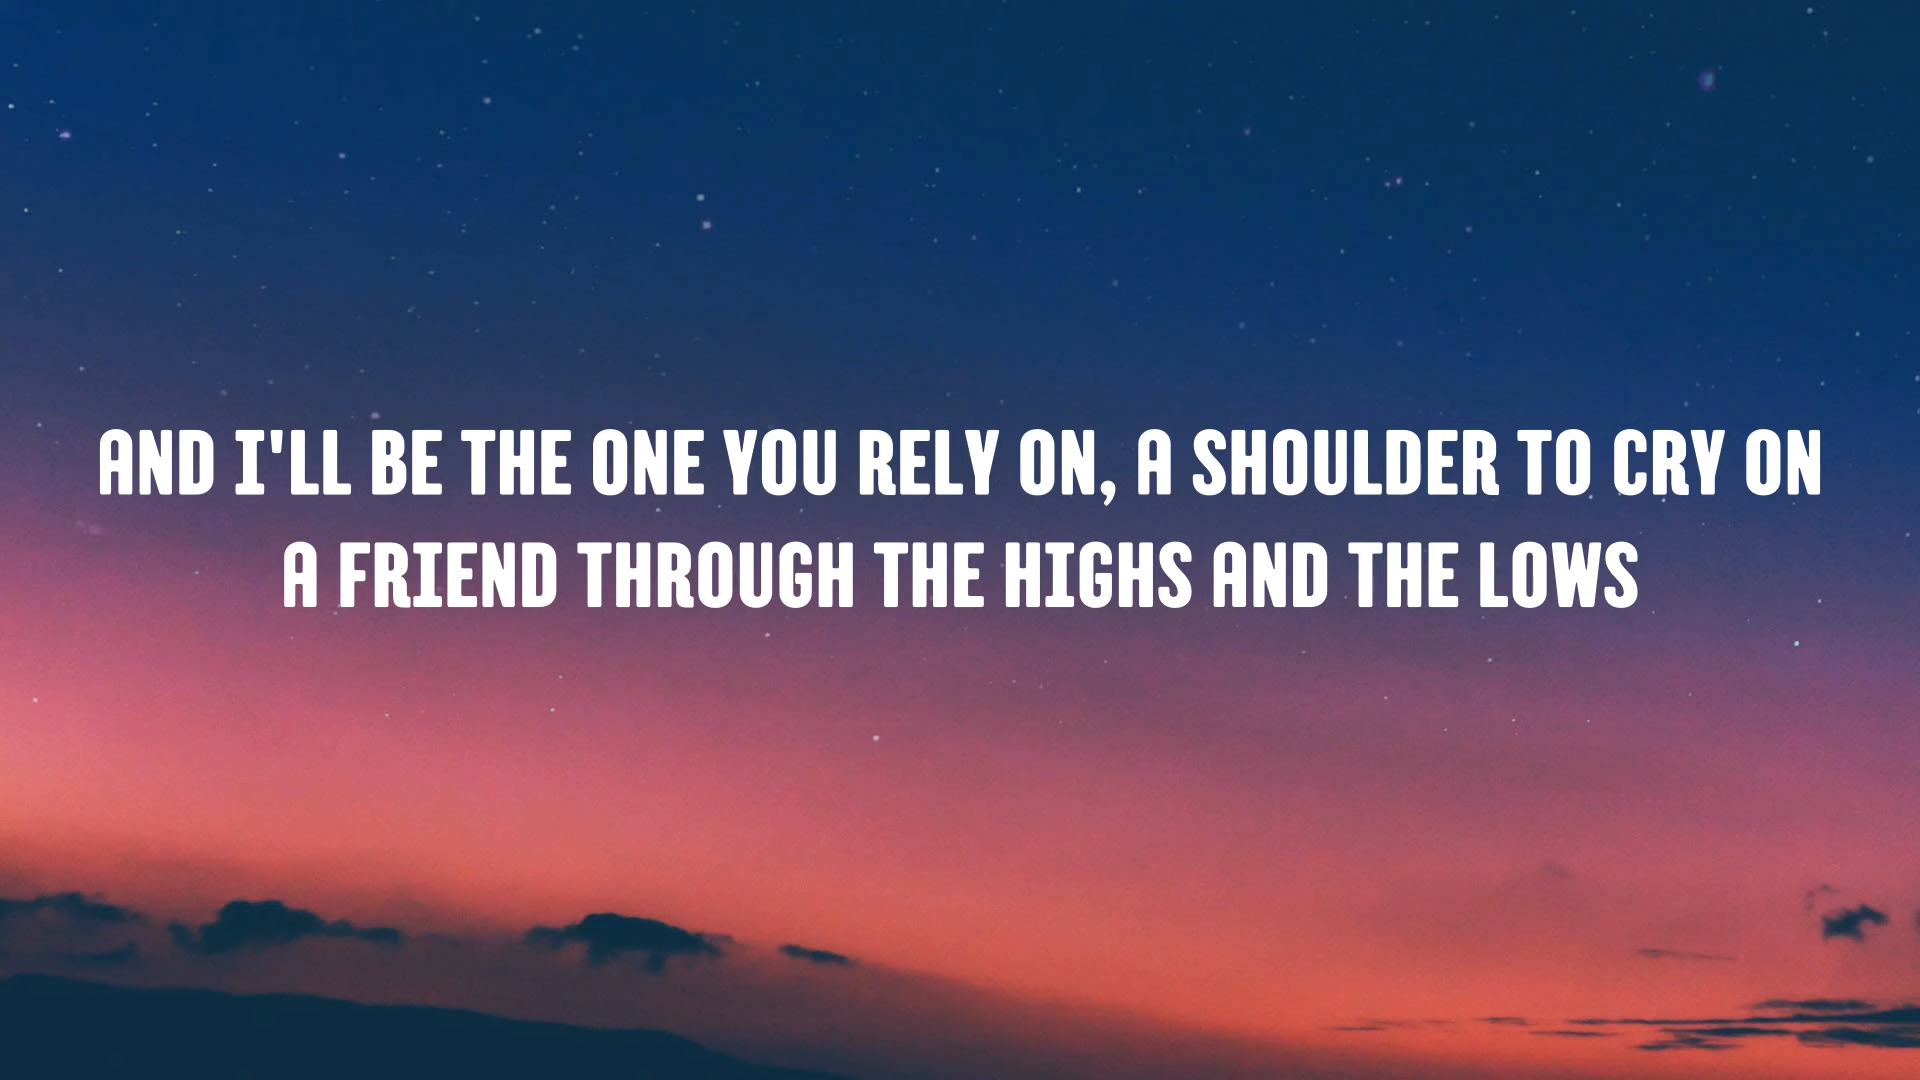 AND I'LL BE THE ONE YOU RELY ON, A SHOULDER TO CRY ON
A FRIEND THROUGH THE HIGHS AND THE LOWS